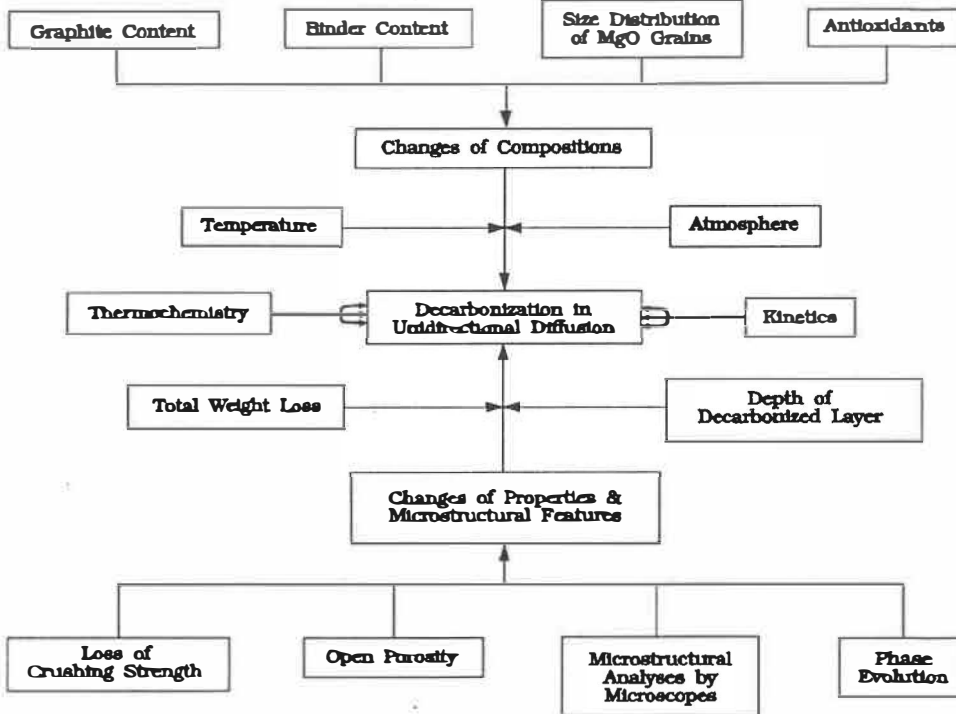 Graphite Content
Binder Content
Size Distribution
of MgO Grains
Antioxidants
Changes of Compositions
Temperature
Atmosphere
Thermochemistry
Decarbonization in
Unidirectional Diffusion
Kinetics
Total Weight Loss
Depth of
Decarbonized Layer
Changes of Properties &
Microstructural Features
Loss of
Crushing Strength
Open Porosity
Microstructural
Analyses by
Microscopes
Phase
Evolution